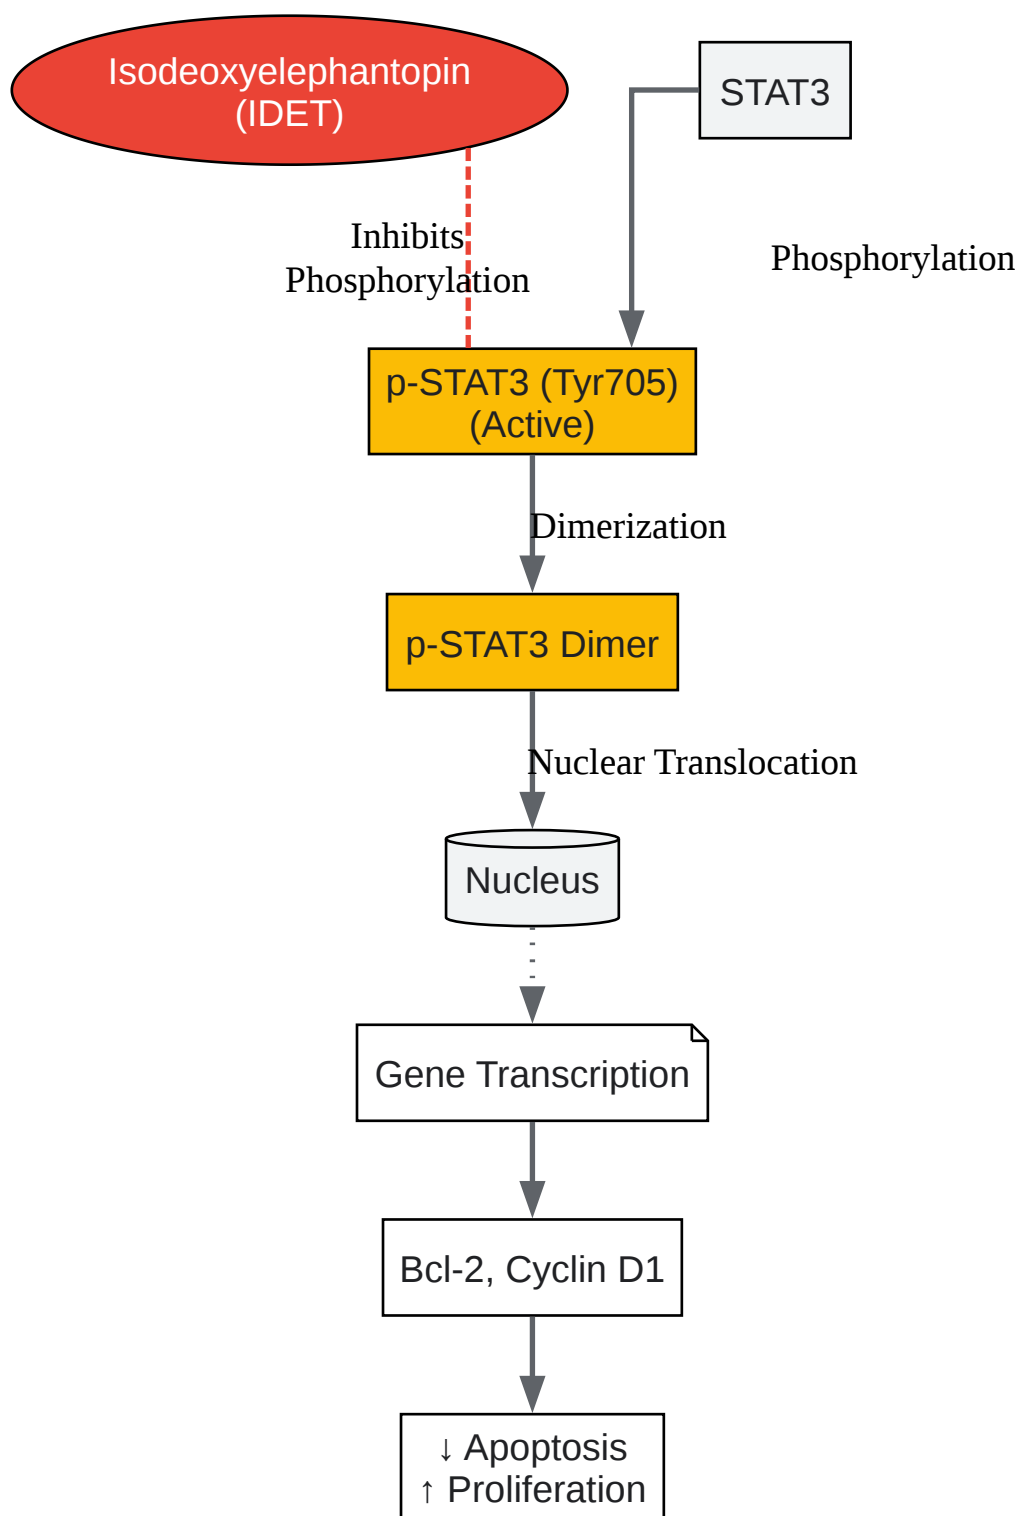 Isodeoxyelephantopin
(IDET)
STAT3
Inhibits
Phosphorylation
Phosphorylation
p-STAT3 (Tyr705)
(Active)
Dimerization
p-STAT3 Dimer
Nuclear Translocation
Nucleus
Gene Transcription
Bcl-2, Cyclin D1
↓ Apoptosis
↑ Proliferation